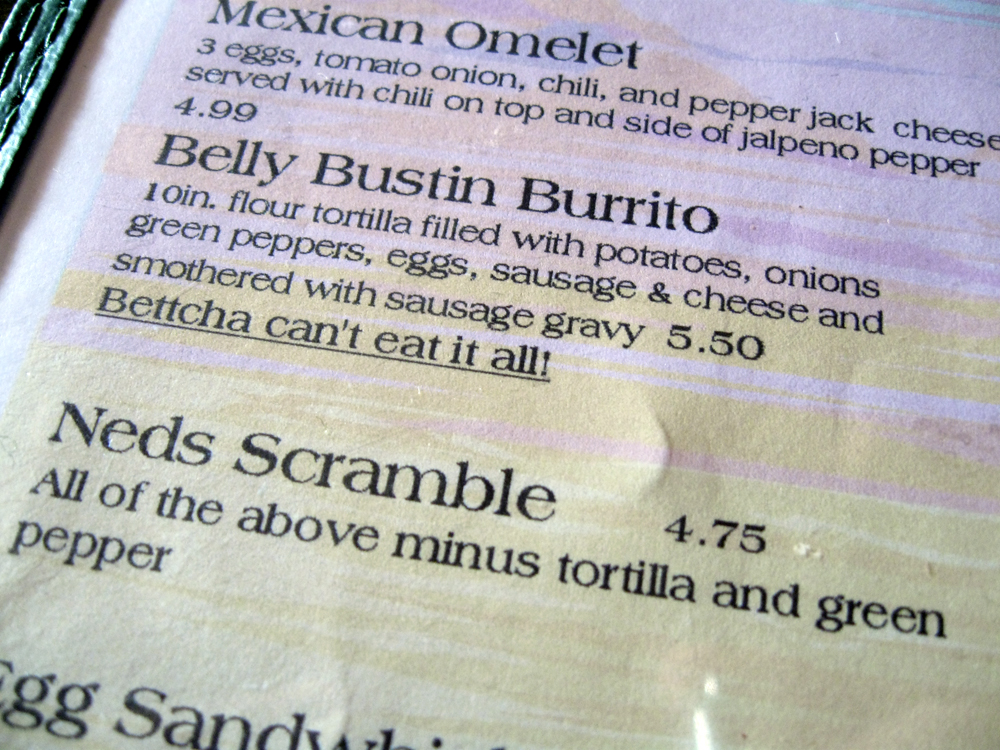 Mexican Omelet
3 eggs, tomato onion, chili, and pepper jack cheese
served with chili on top and side of jalpeno pepper
4.99
Belly Bustin Burrito
10in. flour tortilla filled with potatoes, onions
green peppers, eggs, sausage & cheese and
smothered with sausage gravy 5.50
Bettcha can't eat it all!
Neds Scramble 4.75
All of the above minus tortilla and green
pepper
Egg